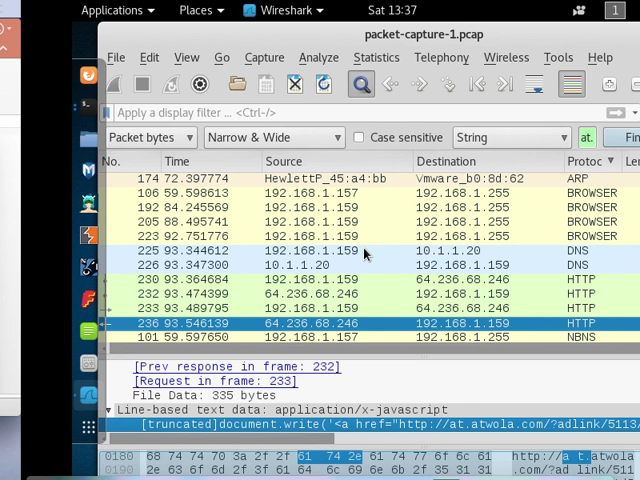 Applications Places Wireshark Sat 13:37 1
packet-capture-1.pcap
File Edit View Go Capture Analyze Statistics Telephony Wireless Tools Help
Apply a display filter ... <Ctrl-/>
Packet bytes Narrow & Wide Case sensitive String at. Fin
No. Time Source Destination Protoc Len
174 72.397774 HewlettP_45:a4:bb Vmware_b0:8d:62 ARP
106 59.598613 192.168.1.157 192.168.1.255 BROWSER
192 84.245569 192.168.1.159 192.168.1.255 BROWSER
205 88.495741 192.168.1.159 192.168.1.255 BROWSER
223 92.751776 192.168.1.159 192.168.1.255 BROWSER
225 93.344612 192.168.1.159 10.1.1.20 DNS
226 93.347300 10.1.1.20 192.168.1.159 DNS
230 93.364684 192.168.1.159 64.236.68.246 HTTP
232 93.474399 64.236.68.246 192.168.1.159 HTTP
233 93.489795 192.168.1.159 64.236.68.246 HTTP
236 93.546139 64.236.68.246 192.168.1.159 HTTP
101 59.597650 192.168.1.157 192.168.1.255 NBNS
[Prev response in frame: 232]
[Request in frame: 233]
File Data: 335 bytes
Line-based text data: application/x-javascript
[truncated]document.write('<a href="http://at.atwola.com/?adlink/5113/
0180 68 74 74 70 3a 2f 2f 61 74 2e 61 74 77 6f 6c 61 http://a t.atwola
0190 2e 63 6f 6d 2f 3f 61 64 6c 69 6e 6b 2f 35 31 31 .com/?ad link/511